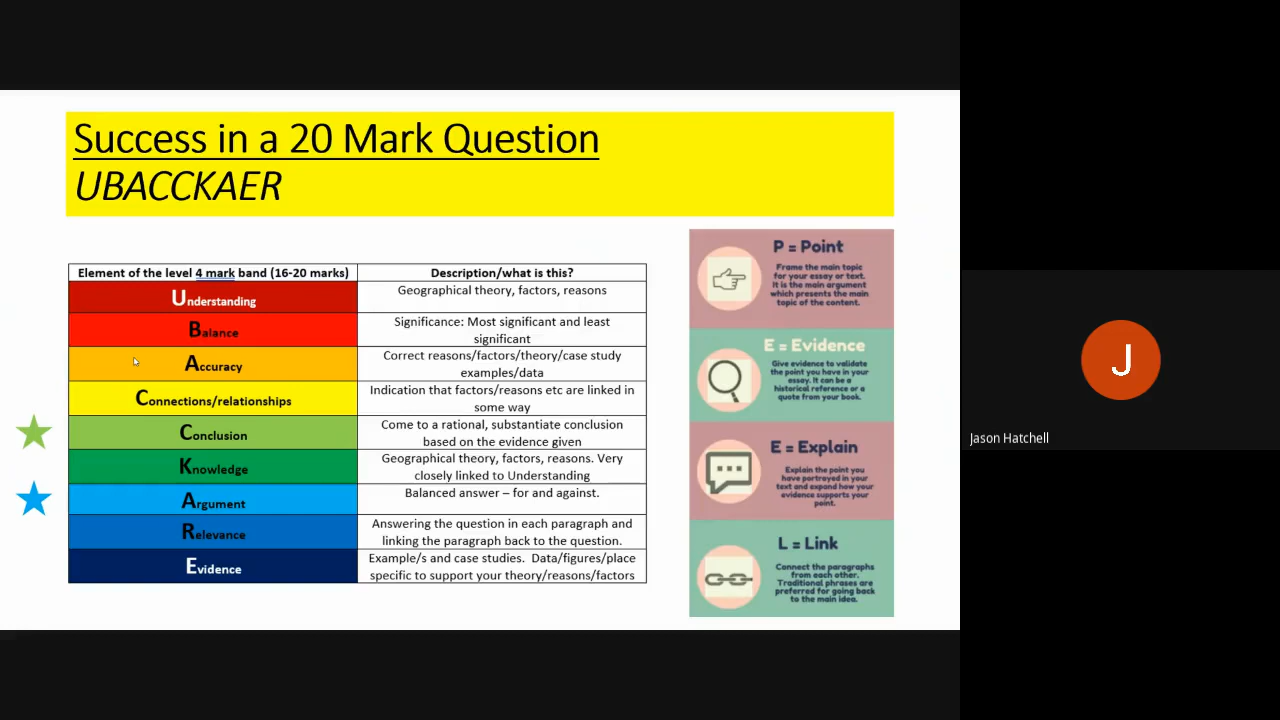 Success in a 20 Mark Question
UBACCKAER
Element of the level 4 mark band (16-20 marks)
Description/what is this?
Understanding
Geographical theory, factors, reasons
Balance
Significance: Most significant and least
significant
Accuracy
Correct reasons/factors/theory/case study
examples/data
Connections/relationships
Indication that factors/reasons etc are linked in
some way
Conclusion
Come to a rational, substantiate conclusion
based on the evidence given
Knowledge
Geographical theory, factors, reasons. Very
closely linked to Understanding
Argument
Balanced answer – for and against.
Relevance
Answering the question in each paragraph and
linking the paragraph back to the question.
Evidence
Example/s and case studies. Data/figures/place
specific to support your theory/reasons/factors
P = Point
Frame the main topic
for your essay or text.
It is the main argument
which presents the main
topic of the content.
E = Evidence
Give evidence to validate
the point you have in your
essay. It can be a
historical reference or a
quote from your book.
E = Explain
Explain the point you
have portrayed in your
text and expand how your
evidence supports your
point.
L = Link
Connect the paragraphs
from each other.
Traditional phrases are
preferred for going back
to the main idea.
J
Jason Hatchell